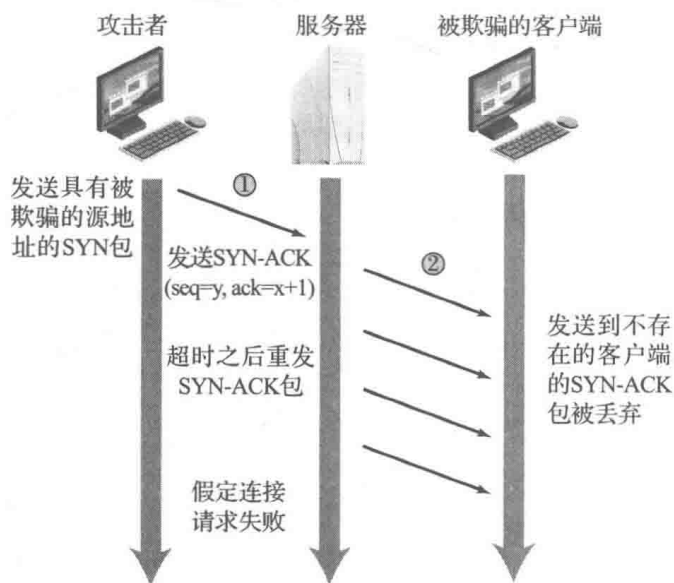 攻击者
服务器
被欺骗的客户端
发送具有被
欺骗的源地
址的SYN包
①
发送SYN-ACK
(seq=y, ack=x+1)
②
超时之后重发
SYN-ACK包
发送到不存
在的客户端
的SYN-ACK
包被丢弃
假定连接
请求失败